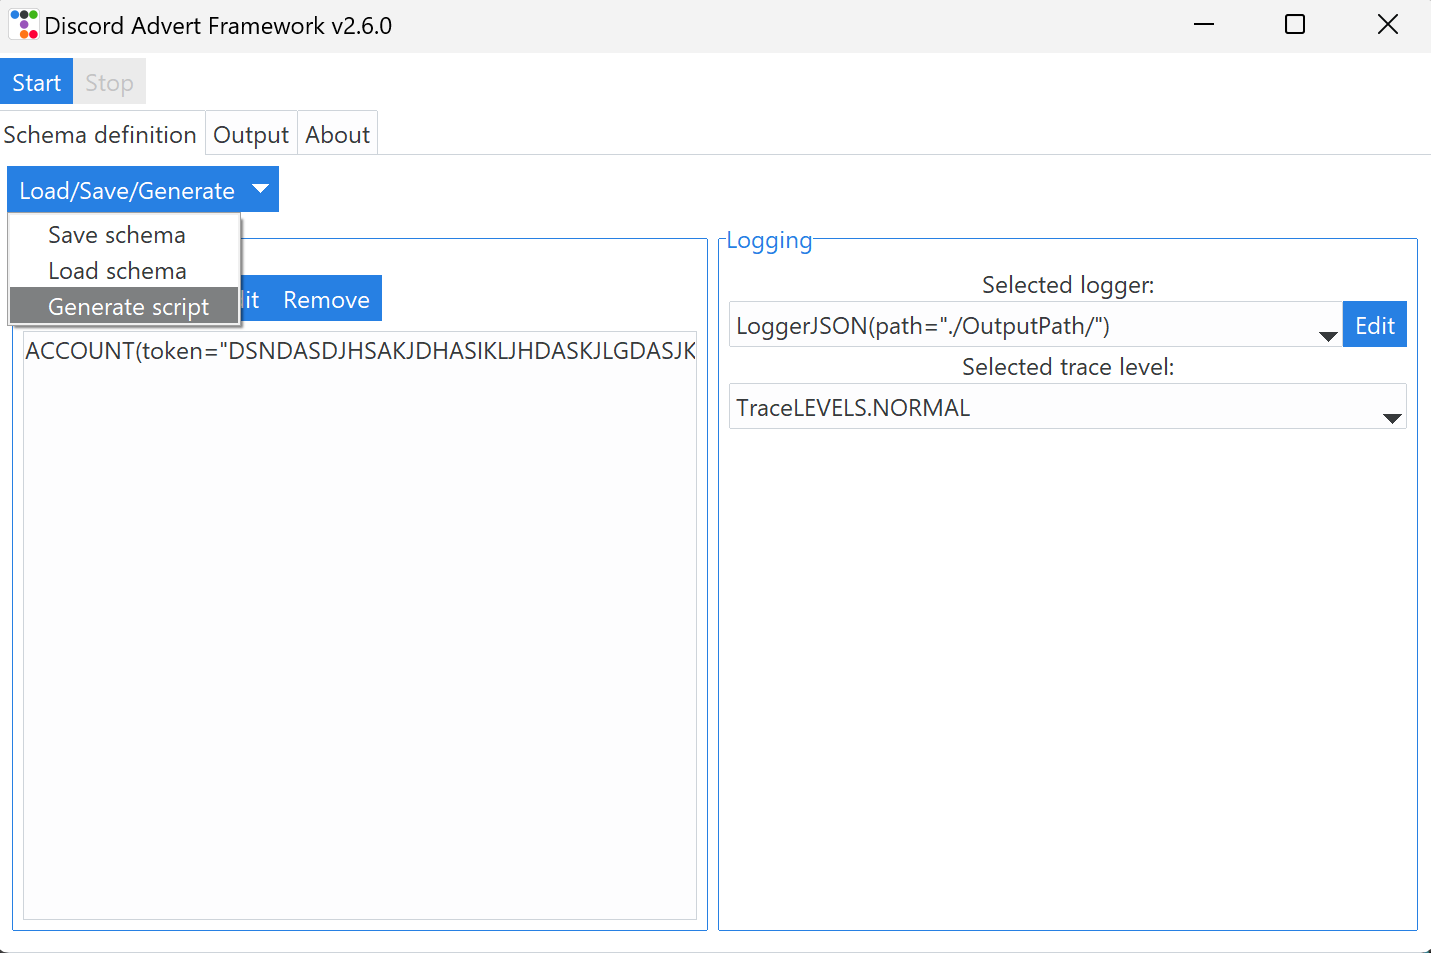 Discord Advert Framework v2.6.0
Start Stop
Schema definition Output About
Load/Save/Generate
Save schema
Load schema
Generate script
Remove
ACCOUNT(token="DSNDASDJHSAKJDHASIKLJHDASKJLGDASJK
Logging
Selected logger:
LoggerJSON(path="./OutputPath/") Edit
Selected trace level:
TraceLEVELS.NORMAL